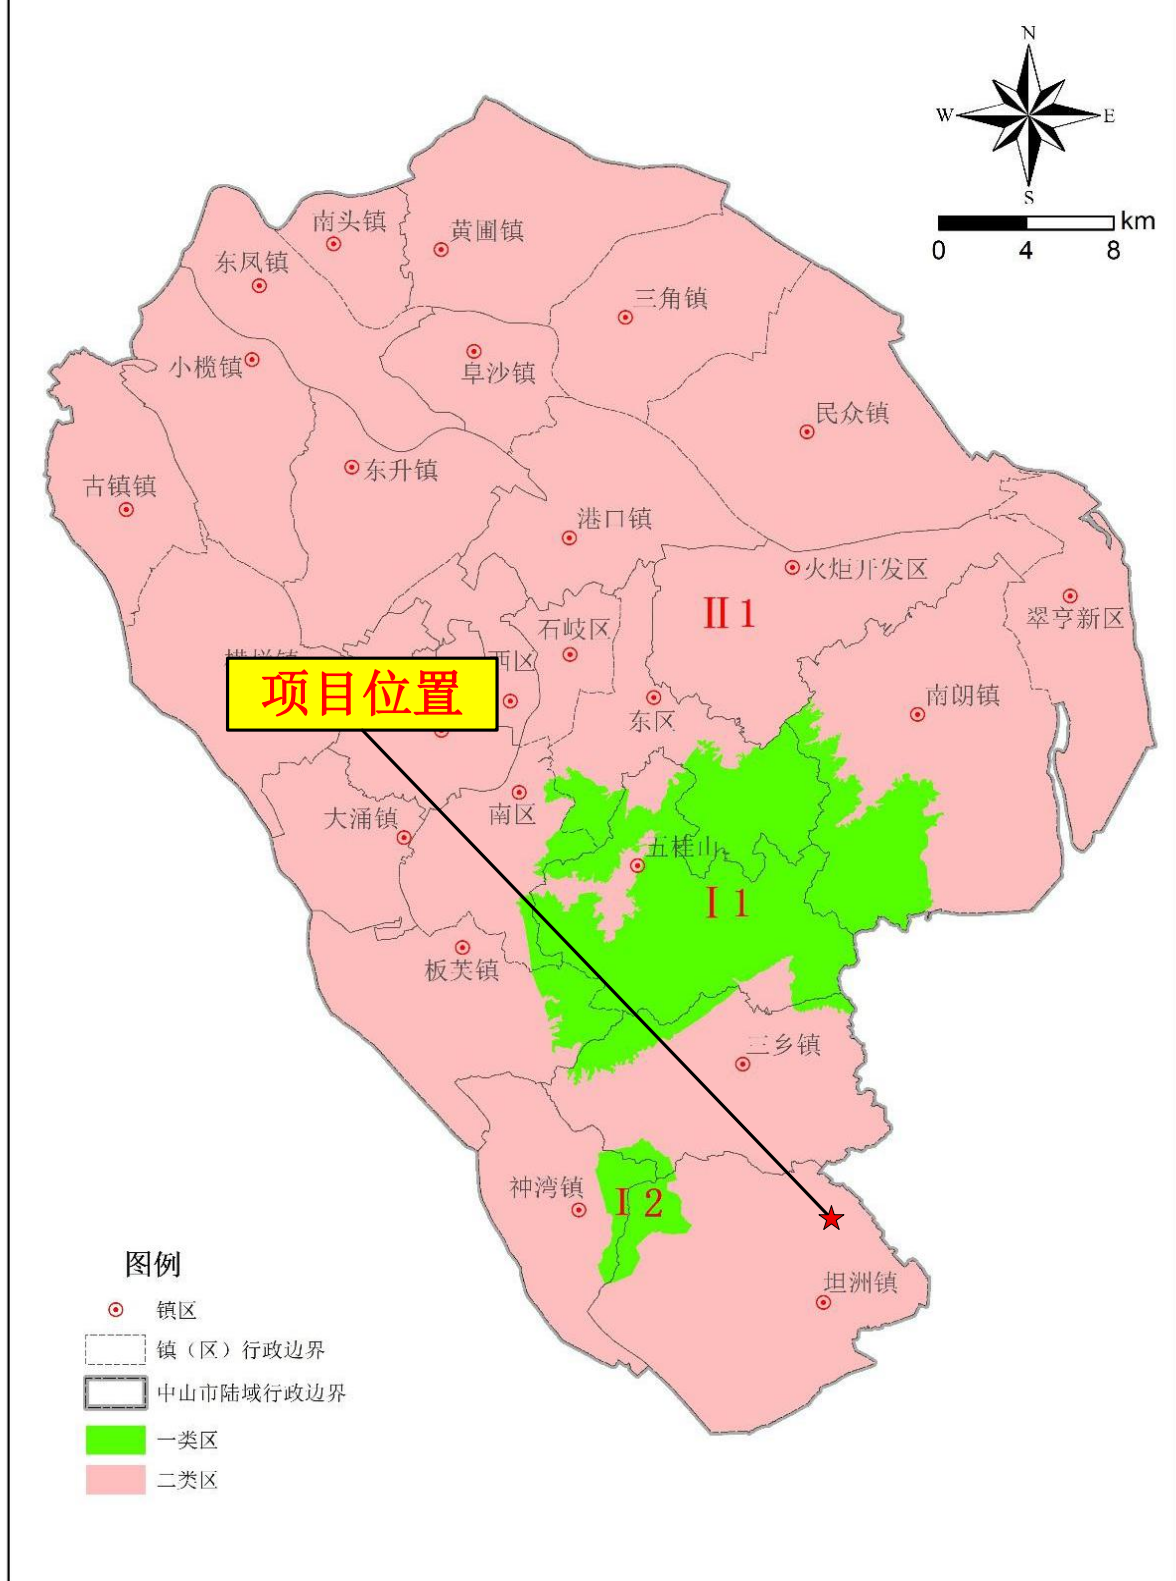 N
W
E
S
km
0 4 8
南头镇
黄圃镇
东凤镇
三角镇
小榄镇
阜沙镇
民众镇
东升镇
古镇镇
港口镇
火炬开发区
II 1
翠亨新区
石岐区
西区
项目位置
南朗镇
东区
南区
大涌镇
五桂山
I 1
板芙镇
三乡镇
神湾镇
I 2
坦洲镇
图例
镇区
镇（区）行政边界
中山市陆域行政边界
一类区
二类区